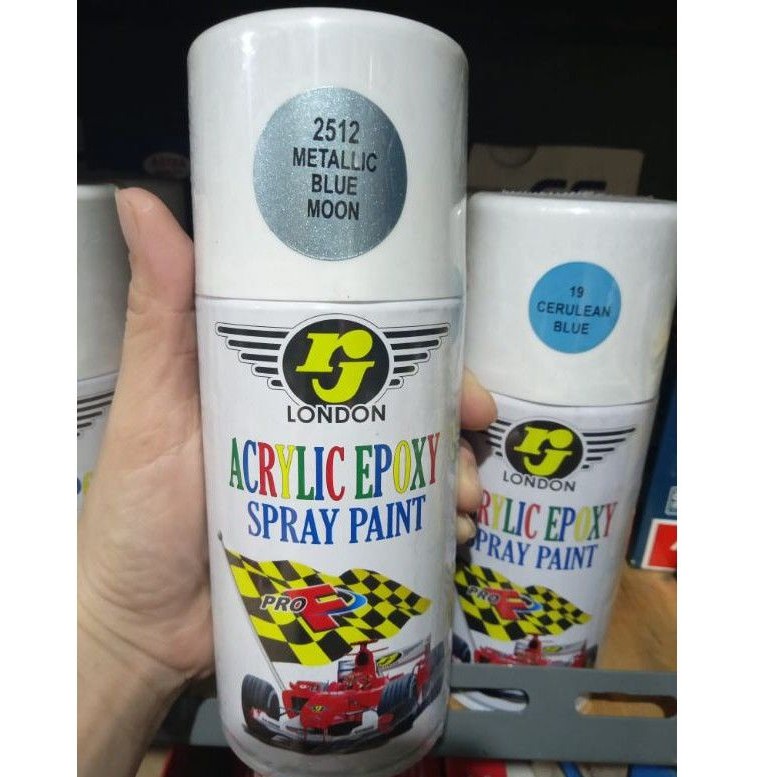 2512
METALLIC
BLUE
MOON
rj
LONDON
ACRYLIC EPOXY
SPRAY PAINT
PRO F
19
CERULEAN
BLUE
rj
LONDON
RYLIC EPOXY
PRAY PAINT
PRO